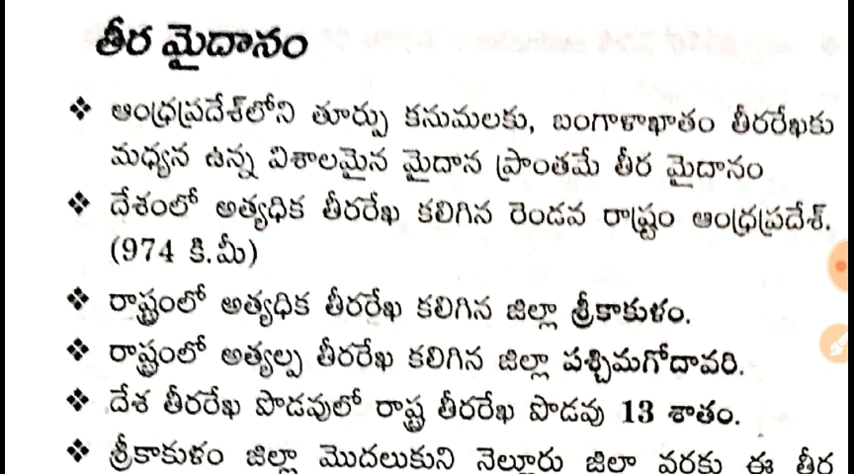 తీర మైదానం
❖ ఆంధ్రప్రదేశ్‌లోని తూర్పు కనుమలకు, బంగాళాఖాతం తీరరేఖకు
మధ్యన ఉన్న విశాలమైన మైదాన ప్రాంతమే తీర మైదానం
❖ దేశంలో అత్యధిక తీరరేఖ కలిగిన రెండవ రాష్ట్రం ఆంధ్రప్రదేశ్.
(974 కి.మీ)
❖ రాష్ట్రంలో అత్యధిక తీరరేఖ కలిగిన జిల్లా శ్రీకాకుళం.
❖ రాష్ట్రంలో అత్యల్ప తీరరేఖ కలిగిన జిల్లా పశ్చిమగోదావరి.
❖ దేశ తీరరేఖ పొడవులో రాష్ట్ర తీరరేఖ పొడవు 13 శాతం.
❖ శ్రీకాకుళం జిల్లా మొదలుకుని నెల్లూరు జిల్లా వరకు ఈ తీర